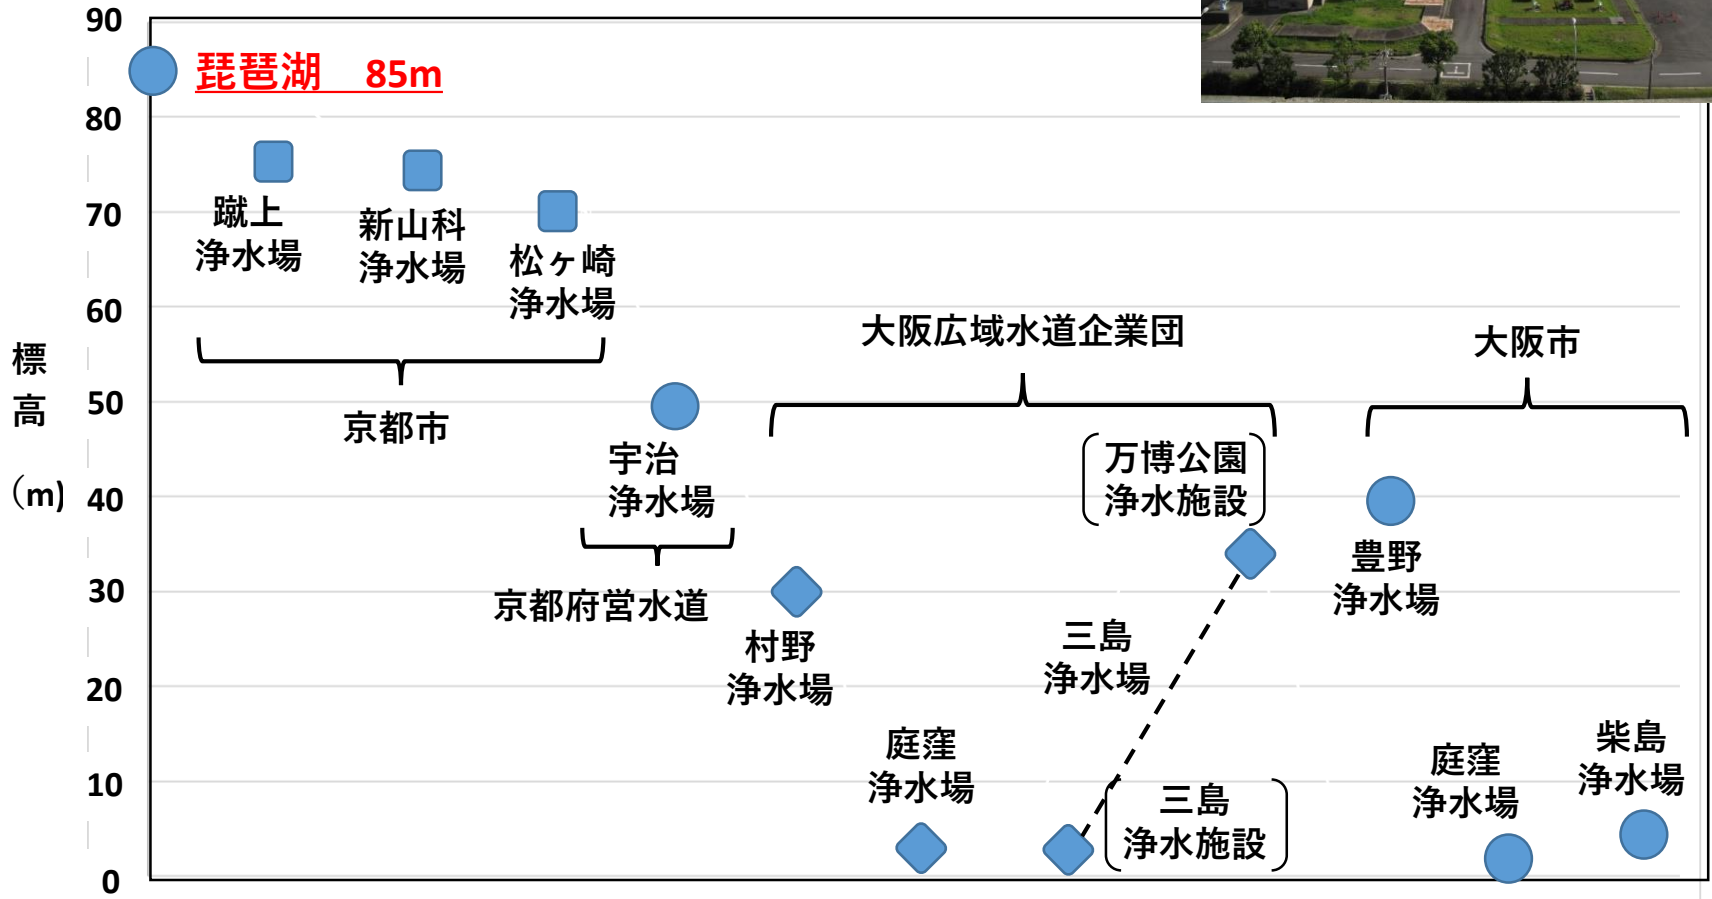 90
琵琶湖　85m
80
蹴上
浄水場
新山科
浄水場
松ヶ崎
浄水場
70
60
京都市
標
高
（m)
50
宇治
浄水場
京都府営水道
大阪広域水道企業団
大阪市
万博公園
浄水施設
40
豊野
浄水場
30
村野
浄水場
三島
浄水場
20
庭窪
浄水場
三島
浄水施設
庭窪
浄水場
柴島
浄水場
10
0